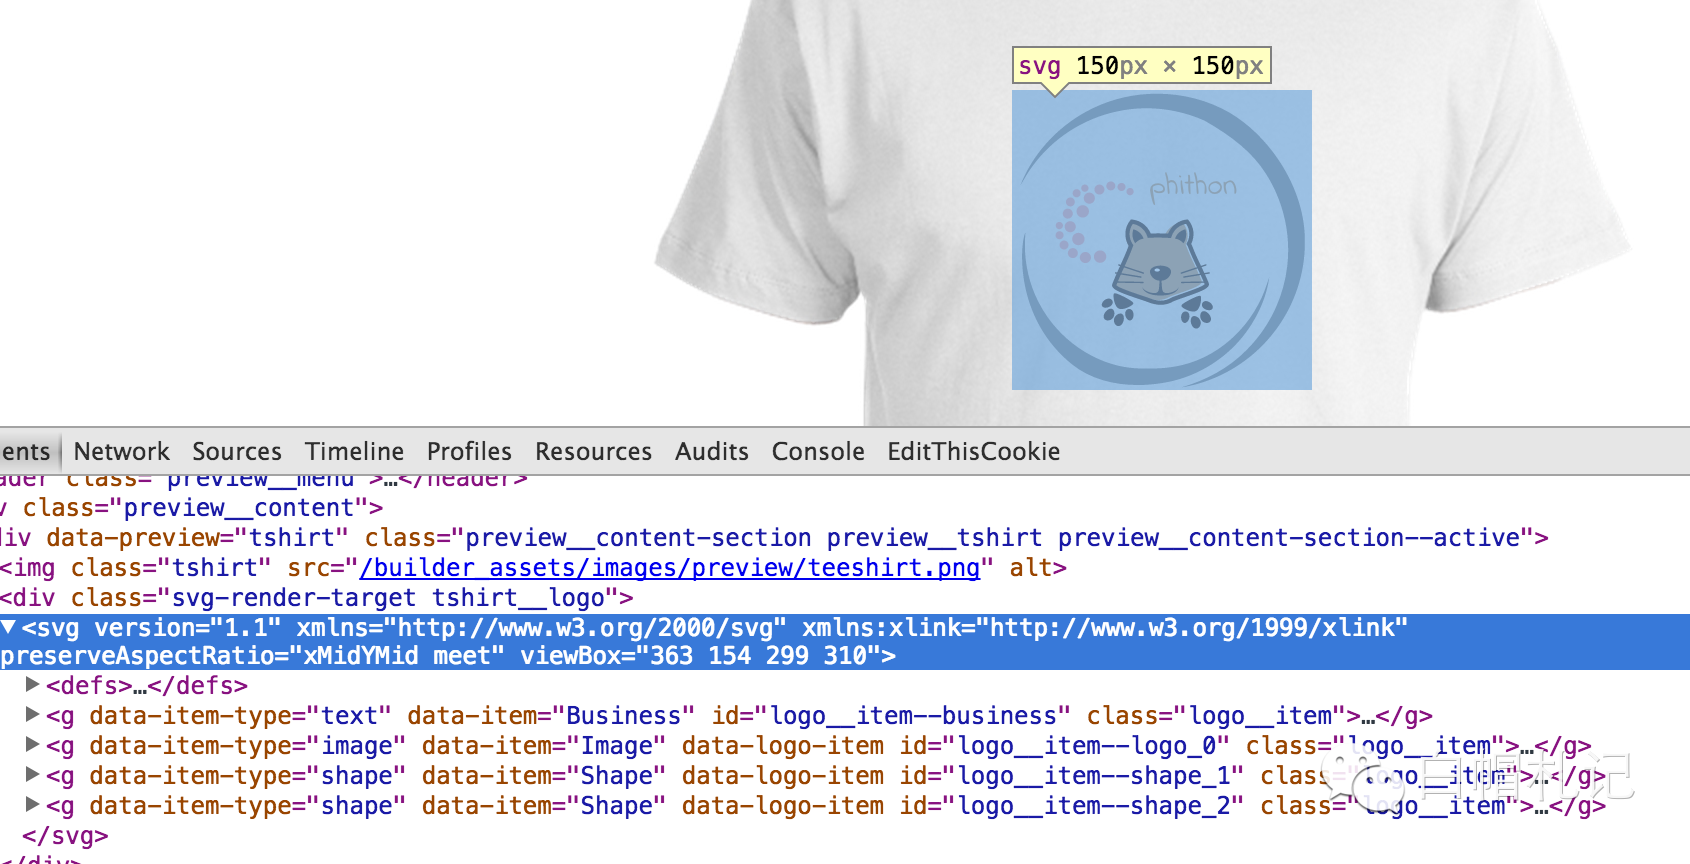 svg 150px × 150px
phithon
ents Network Sources Timeline Profiles Resources Audits Console EditThisCookie
ader class="preview__menu">…</header>
v class="preview__content">
div data-preview="tshirt" class="preview__content-section preview__tshirt preview__content-section--active">
<img class="tshirt" src="/builder_assets/images/preview/teeshirt.png" alt>
<div class="svg-render-target tshirt__logo">
▼<svg version="1.1" xmlns="http://www.w3.org/2000/svg" xmlns:xlink="http://www.w3.org/1999/xlink"
preserveAspectRatio="xMidYMid meet" viewBox="363 154 299 310">
▶<defs>…</defs>
▶<g data-item-type="text" data-item="Business" id="logo__item--business" class="logo__item">…</g>
▶<g data-item-type="image" data-item="Image" data-logo-item id="logo__item--logo_0" class="logo__item">…</g>
▶<g data-item-type="shape" data-item="Shape" data-logo-item id="logo__item--shape_1" class="logo__item">…</g>
▶<g data-item-type="shape" data-item="Shape" data-logo-item id="logo__item--shape_2" class="logo__item">…</g>
白帽札记
</svg>
</div>